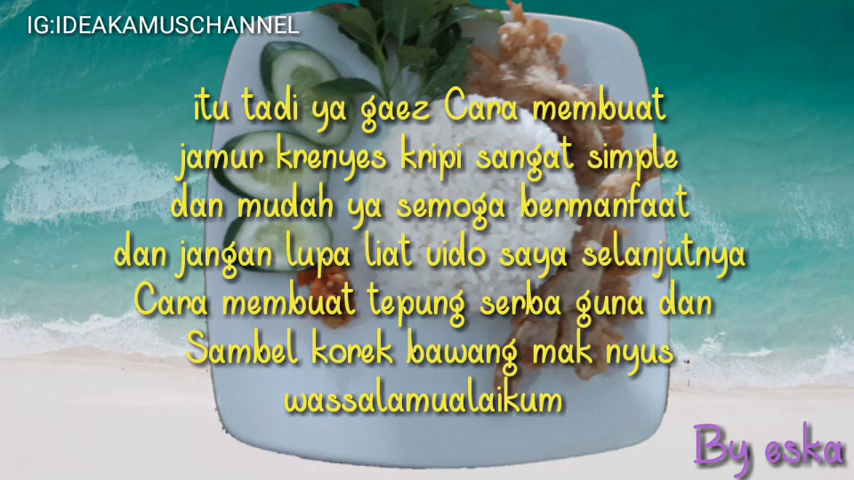 IG:IDEAKAMUSCHANNEL
itu tadi ya gaez Cara membuat
jamur krenyes kripi sangat simple
dan mudah ya semoga bermanfaat
dan jangan lupa liat vido saya selanjutnya
Cara membuat tepung serba guna dan
Sambel korek bawang mak nyus
wassalamualaikum
By eska